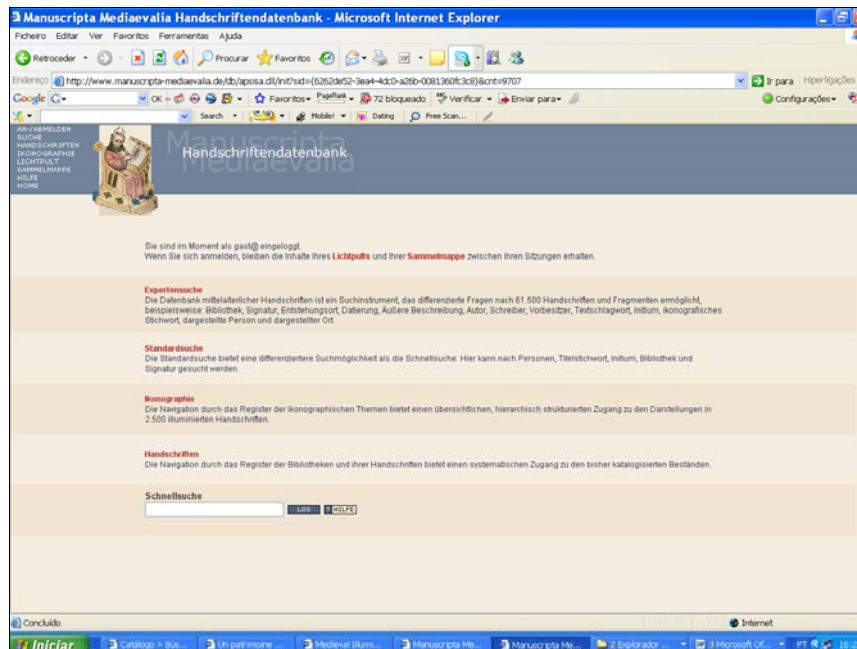 Manuscripta Mediaevalia Handschriftendatenbank - Microsoft Internet Explorer
Ficheiro Editar Ver Favoritos Ferramentas Ajuda
Retroceder Procurar Favoritos
Endereço http://www.manuscripta-mediaevalia.de/db/apsisa.dll/init?sid={6262de52-3ea4-4dc0-a26b-0081360fc3c8}&cnt=9707 Ir para Hiperligações
Google G OK Favoritos PageRank 72 bloqueado Verificar Enviar para Configurações
Y Search Mobile! Dating Free Scan...
AN-/ABMELDEN
SUCHE
HANDSCHRIFTEN
IKONOGRAPHIE
LICHTPULT
SAMMELMAPPE
HILFE
HOME
Manuscripta
Handschriftendatenbank
Mediaevalia
Sie sind im Moment als gast@ eingeloggt.
Wenn Sie sich anmelden, bleiben die Inhalte Ihres Lichtpults und Ihrer Sammelmappe zwischen Ihren Sitzungen erhalten.
Expertensuche
Die Datenbank mittelalterlicher Handschriften ist ein Suchinstrument, das differenzierte Fragen nach 61.500 Handschriften und Fragmenten ermöglicht,
beispielsweise: Bibliothek, Signatur, Entstehungsort, Datierung, Äußere Beschreibung, Autor, Schreiber, Vorbesitzer, Textschlagwort, Initium, ikonografisches
Stichwort, dargestellte Person und dargestellter Ort.
Standardsuche
Die Standardsuche bietet eine differenziertere Suchmöglichkeit als die Schnellsuche: Hier kann nach Personen, Titelstichwort, Initium, Bibliothek und
Signatur gesucht werden.
Ikonographie
Die Navigation durch das Register der ikonographischen Themen bietet einen übersichtlichen, hierarchisch strukturierten Zugang zu den Darstellungen in
2.500 illuminierten Handschriften.
Handschriften
Die Navigation durch das Register der Bibliotheken und ihrer Handschriften bietet einen systematischen Zugang zu den bisher katalogisierten Beständen.
Schnellsuche
LOS ? HILFE
Concluído Internet
Iniciar Catálogo > Bús... Un patrimoine ... Medieval Illumi... Manuscripta Me... Manuscripta Me... 2 Explorador ... 3 Microsoft Of... PT